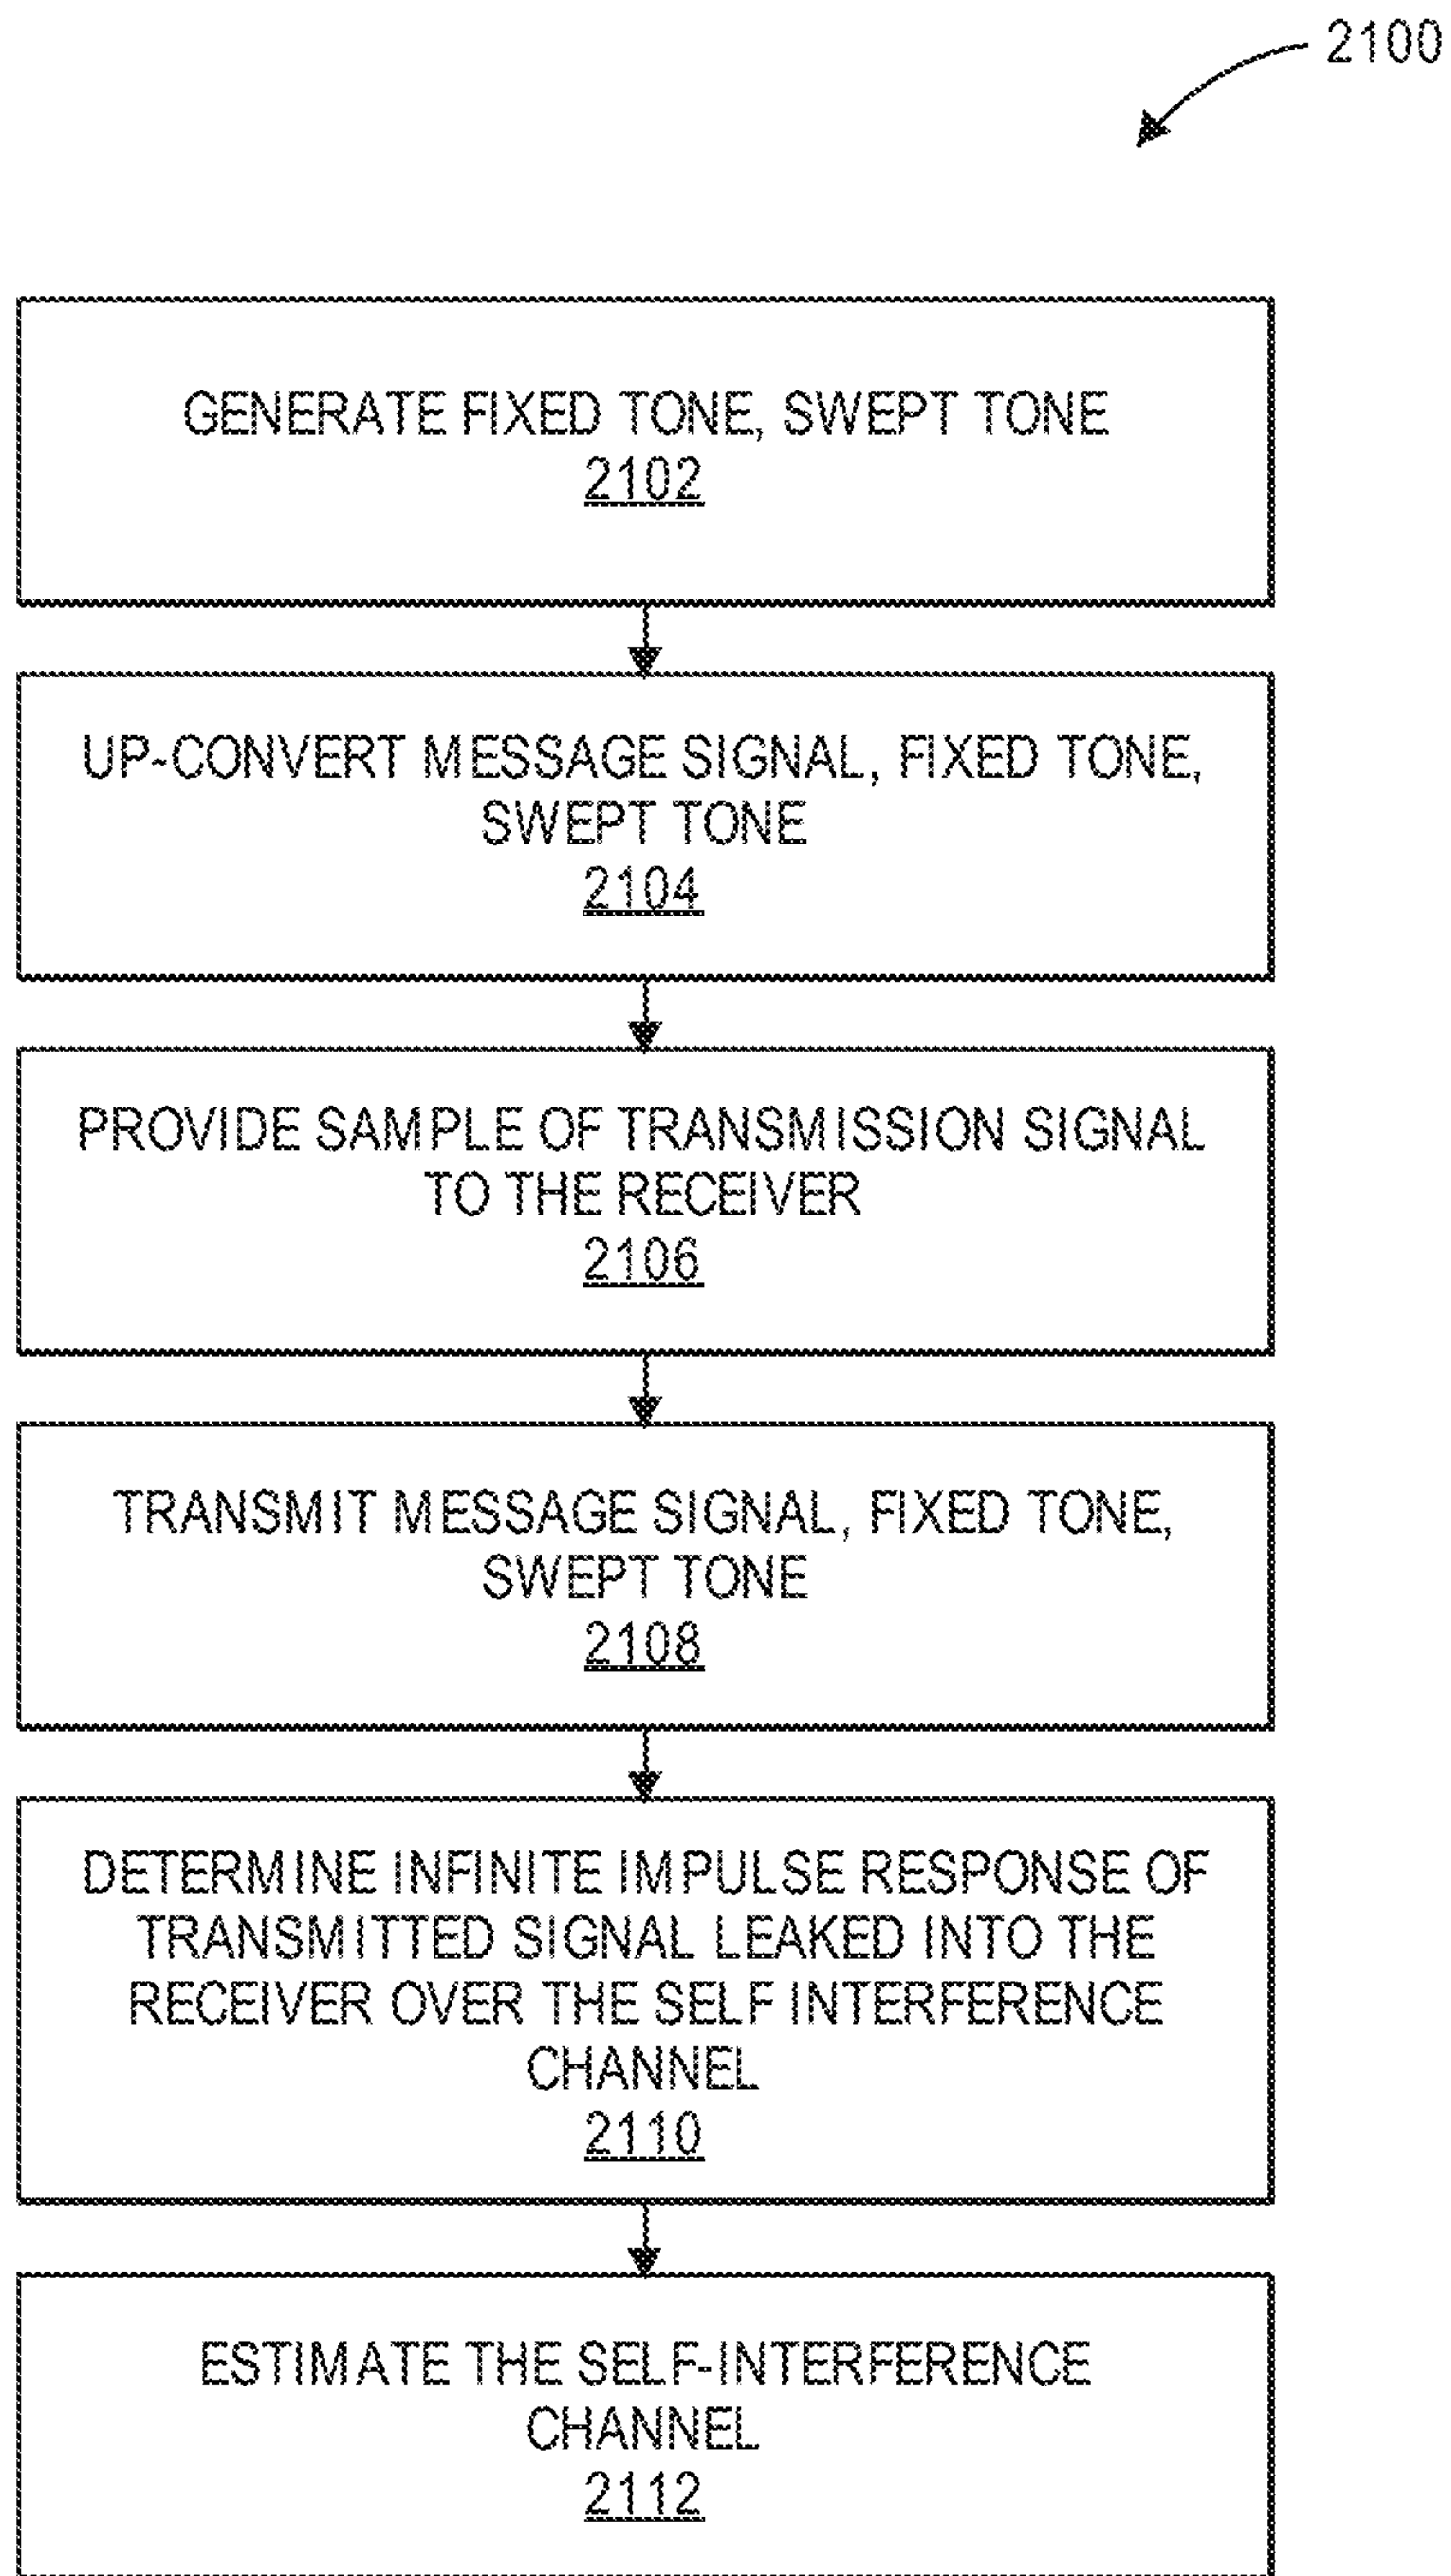 2100
GENERATE FIXED TONE, SWEPT TONE
2102
UP-CONVERT MESSAGE SIGNAL, FIXED TONE,
SWEPT TONE
2104
PROVIDE SAMPLE OF TRANSMISSION SIGNAL
TO THE RECEIVER
2106
TRANSMIT MESSAGE SIGNAL, FIXED TONE,
SWEPT TONE
2108
DETERMINE INFINITE IMPULSE RESPONSE OF
TRANSMITTED SIGNAL LEAKED INTO THE
RECEIVER OVER THE SELF INTERFERENCE
CHANNEL
2110
ESTIMATE THE SELF-INTERFERENCE
CHANNEL
2112